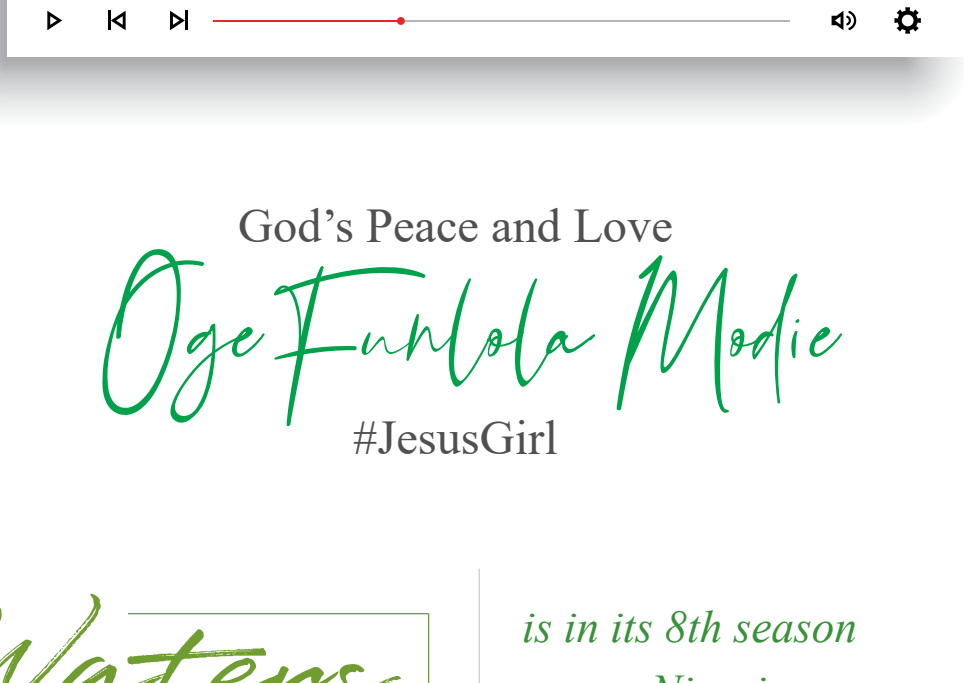 God’s Peace and Love
Oge Funlola Modie
#JesusGirl
is in its 8th season